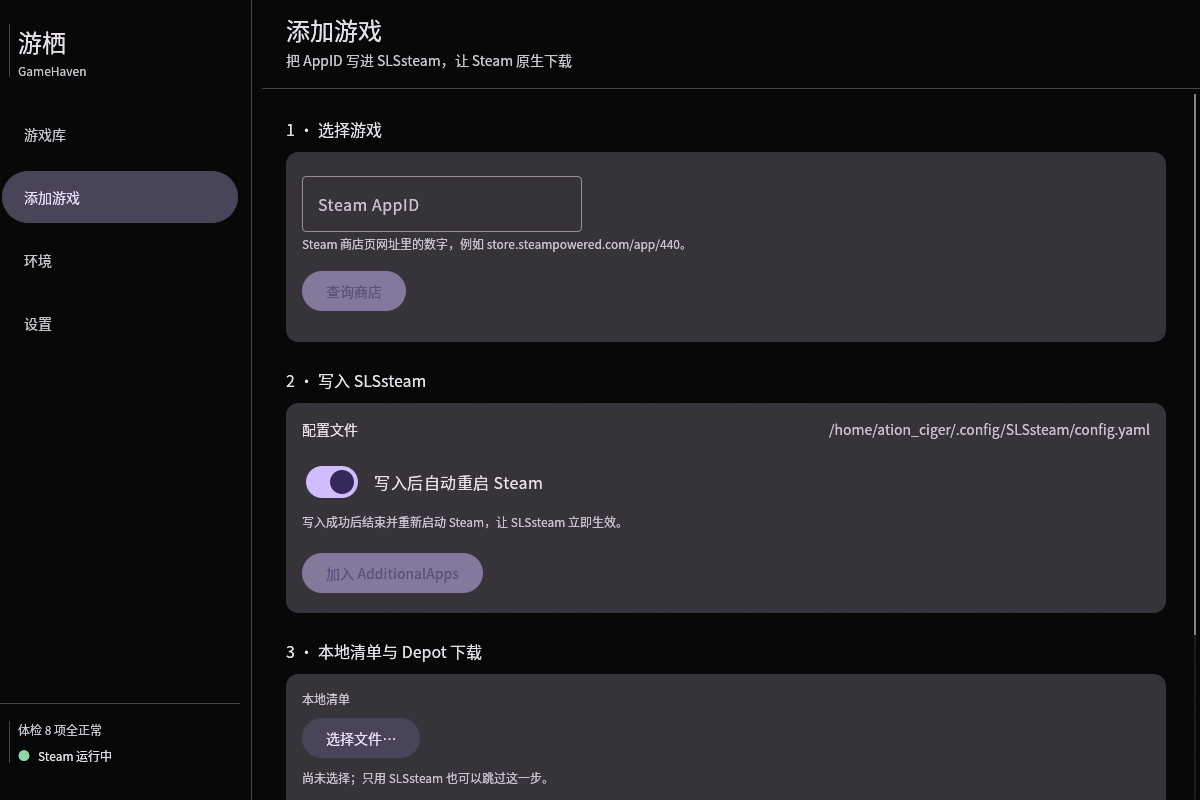 游栖
GameHaven
游戏库
添加游戏
环境
设置
体检 8 项全正常
Steam 运行中
添加游戏
把 AppID 写进 SLSsteam，让 Steam 原生下载
1 · 选择游戏
Steam AppID
Steam 商店页网址里的数字，例如 store.steampowered.com/app/440。
查询商店
2 · 写入 SLSsteam
配置文件
/home/ation_ciger/.config/SLSsteam/config.yaml
写入后自动重启 Steam
写入成功后结束并重新启动 Steam，让 SLSsteam 立即生效。
加入 AdditionalApps
3 · 本地清单与 Depot 下载
本地清单
选择文件…
尚未选择；只用 SLSsteam 也可以跳过这一步。